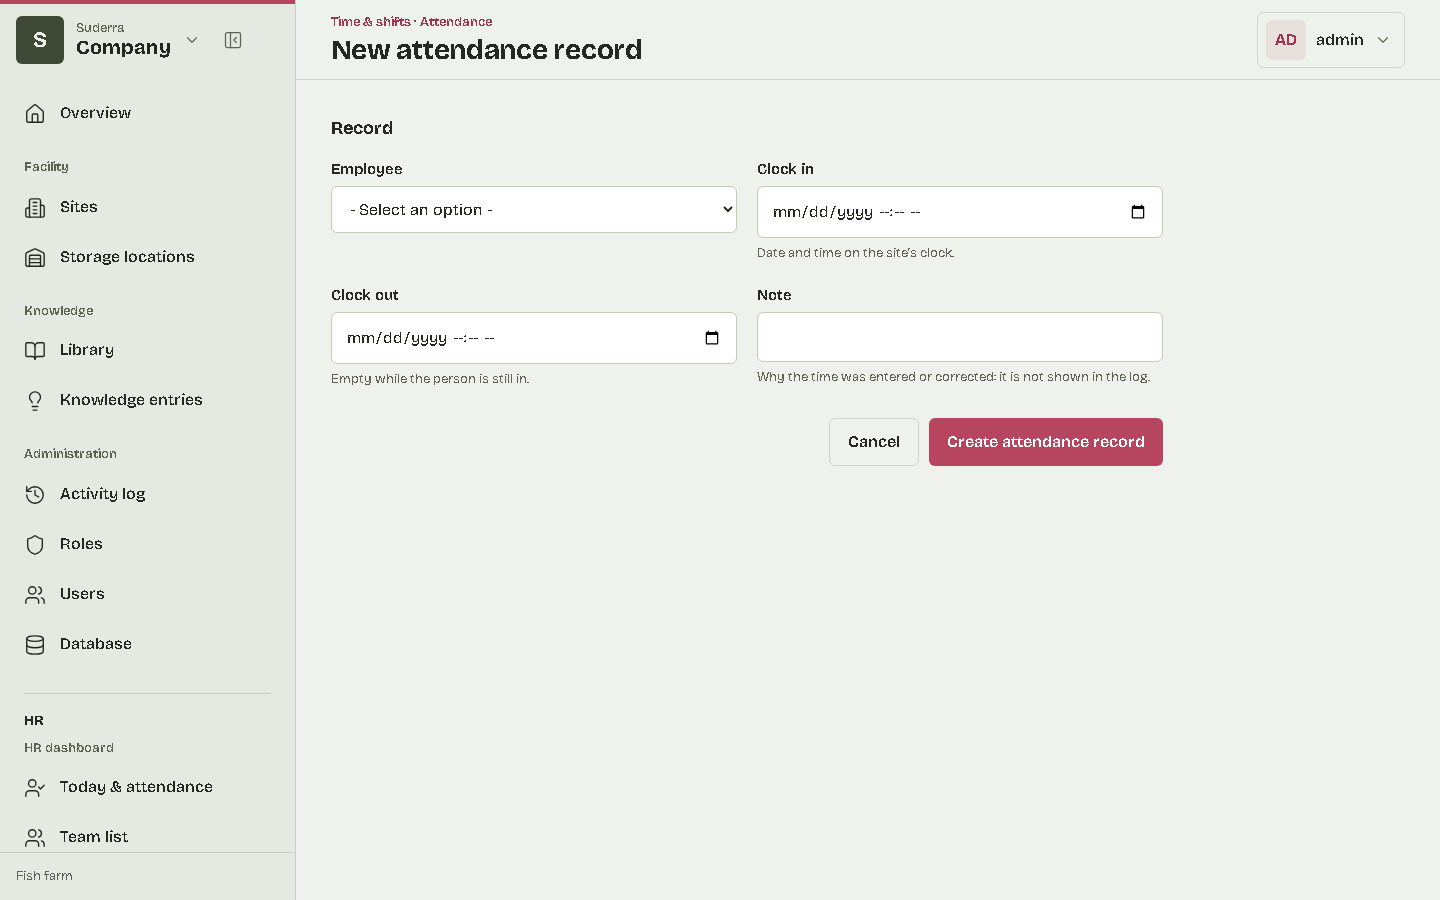 S
Suderra
Company
Overview
Facility
Sites
Storage locations
Knowledge
Library
Knowledge entries
Administration
Activity log
Roles
Users
Database
HR
HR dashboard
Today & attendance
Team list
Fish farm
Time & shifts · Attendance
New attendance record
AD admin
Record
Employee
- Select an option -
Clock in
mm/dd/yyyy --:-- --
Date and time on the site's clock.
Clock out
mm/dd/yyyy --:-- --
Empty while the person is still in.
Note
Why the time was entered or corrected: it is not shown in the log.
Cancel
Create attendance record